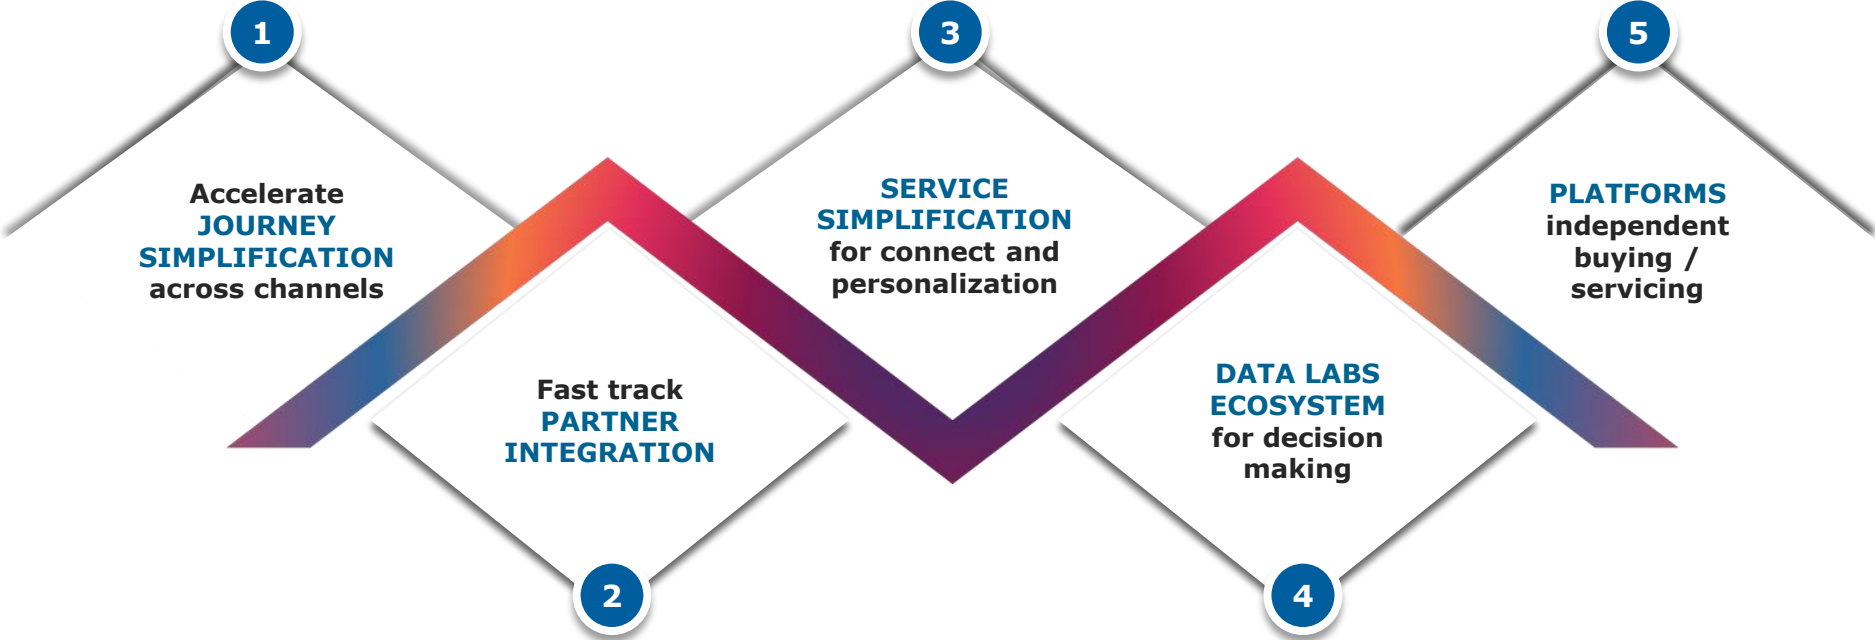 1
Accelerate
JOURNEY
SIMPLIFICATION
across channels
2
Fast track
PARTNER
INTEGRATION
3
SERVICE
SIMPLIFICATION
for connect and
personalization
4
DATA LABS
ECOSYSTEM
for decision
making
5
PLATFORMS
independent
buying /
servicing